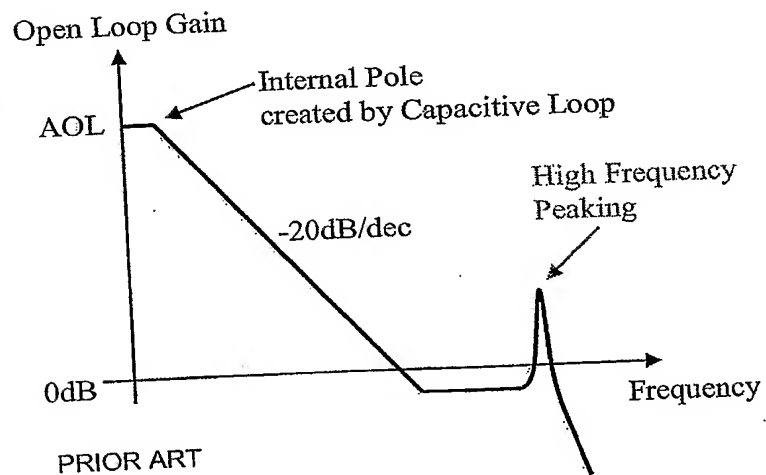 Open Loop Gain
Internal Pole
created by Capacitive Loop
AOL
High Frequency
Peaking
-20dB/dec
0dB
Frequency
PRIOR ART